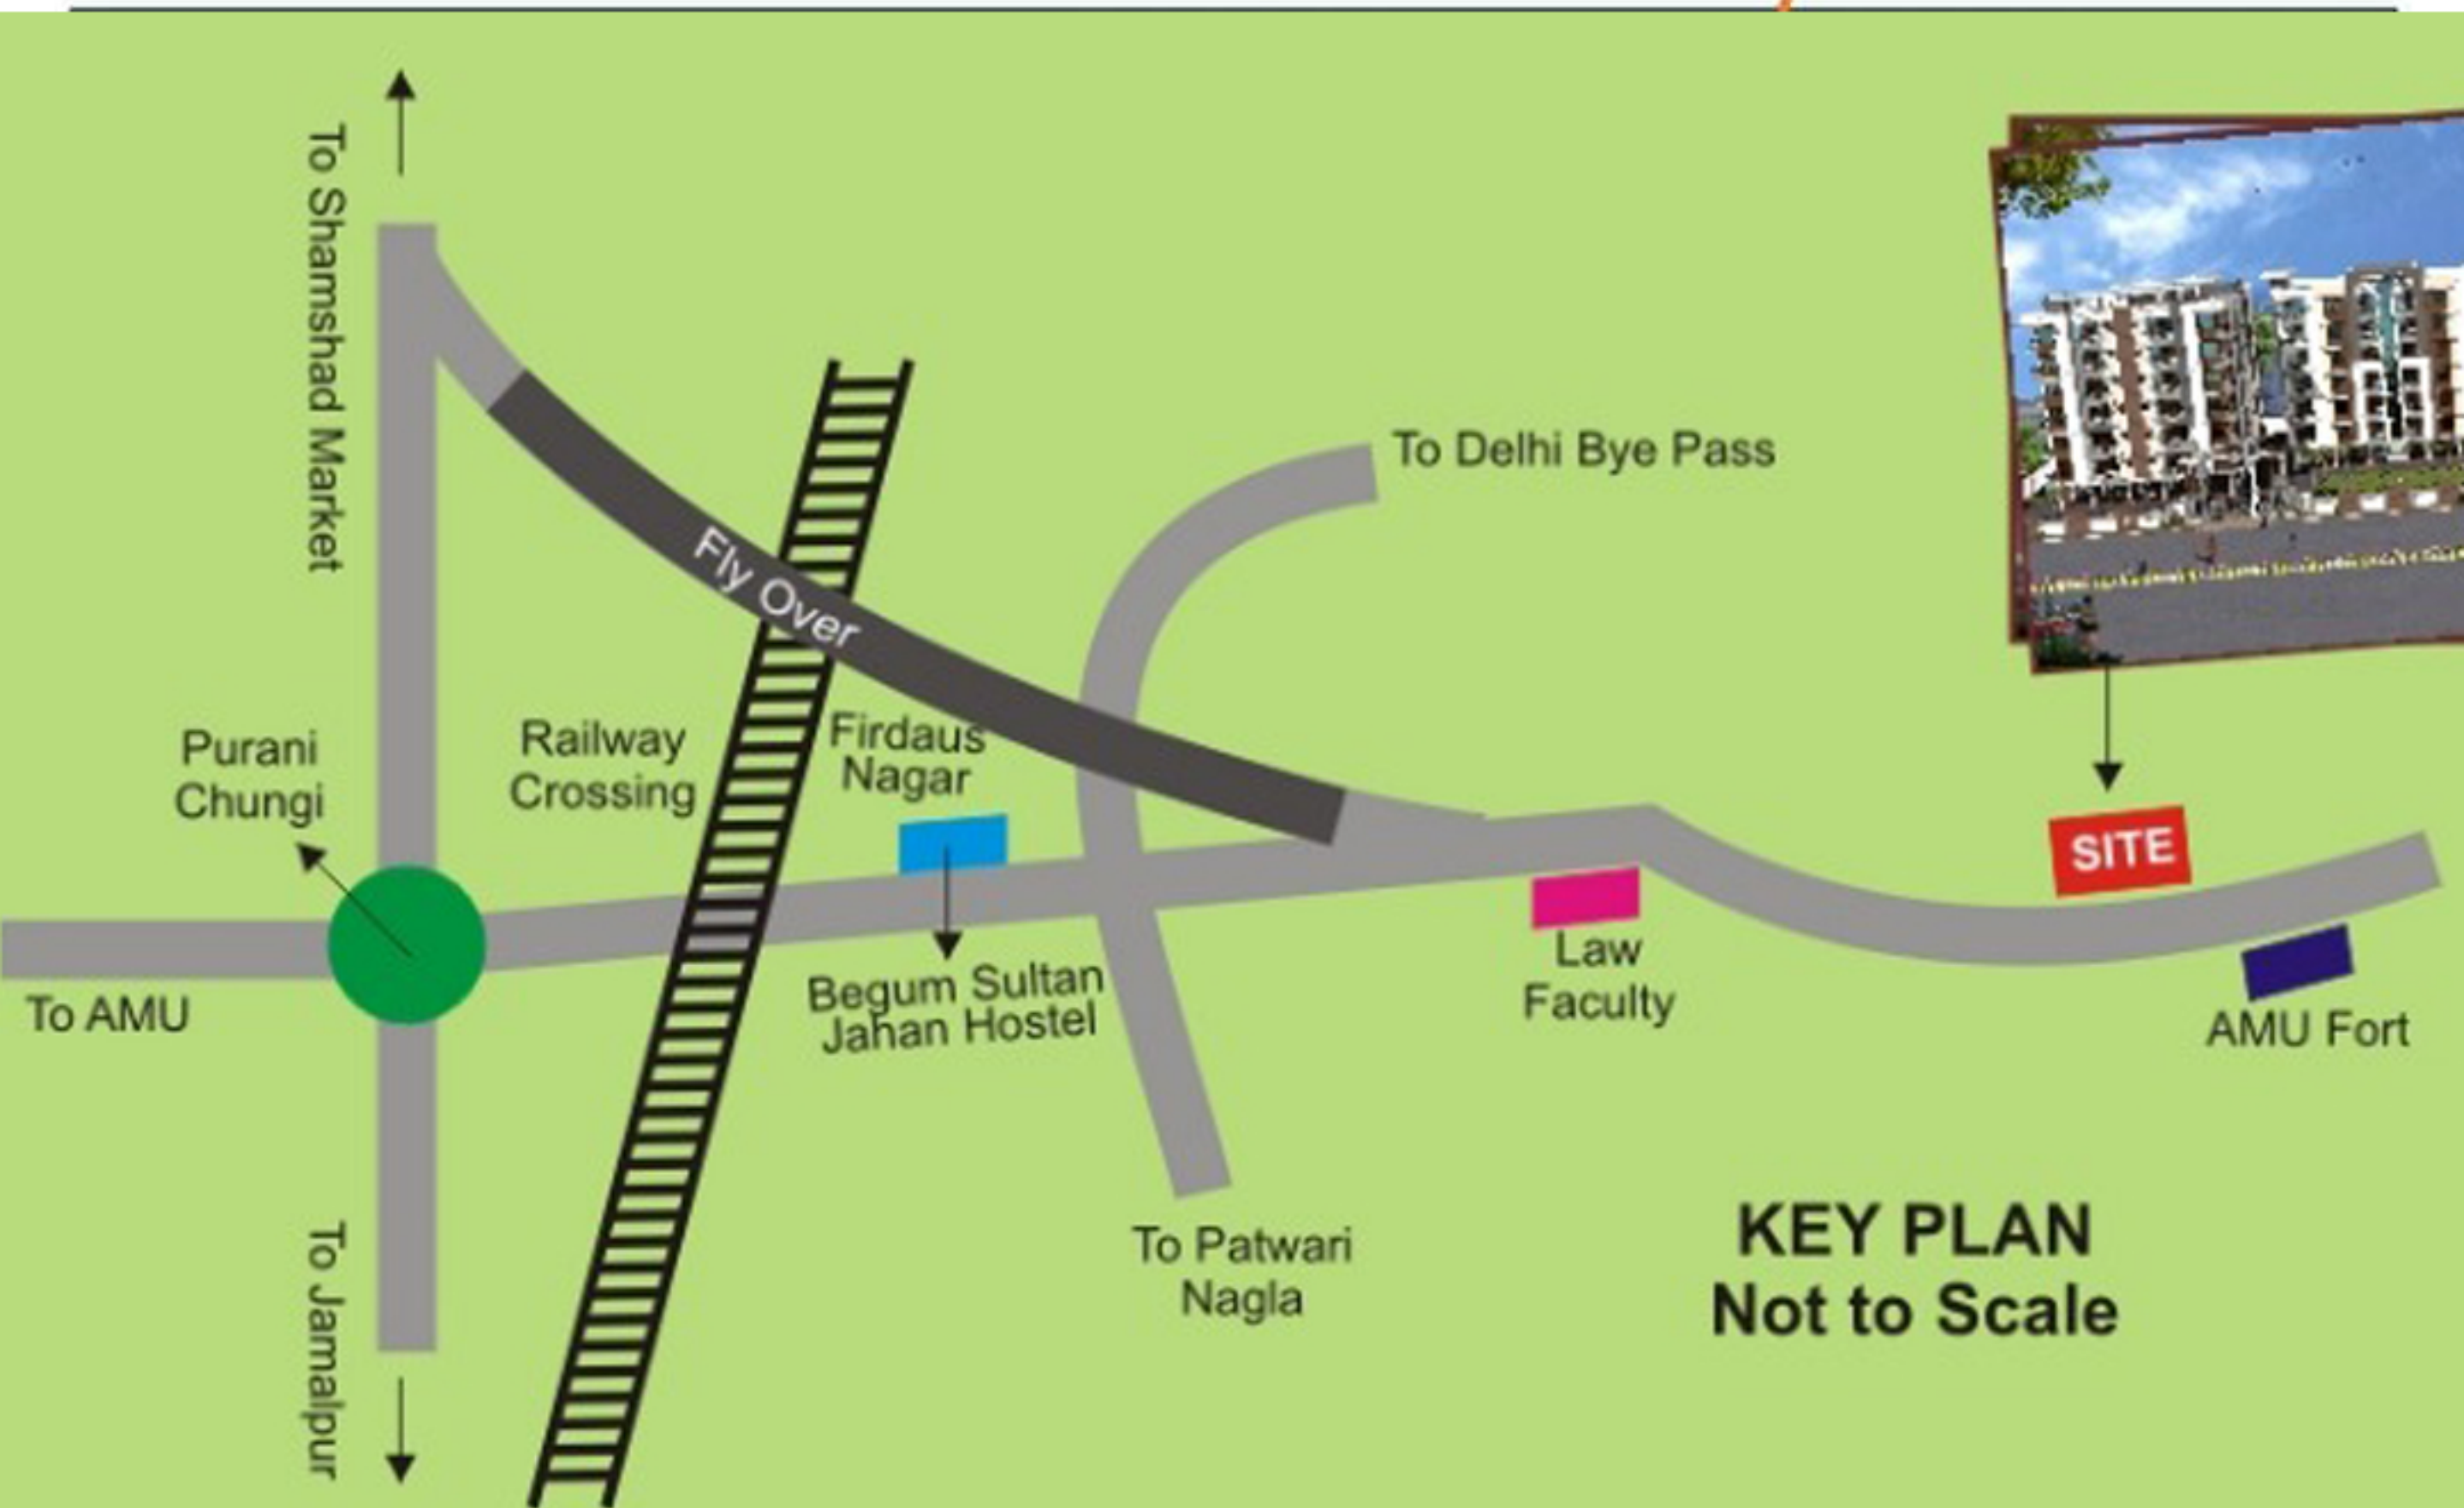 To Shamshad Market
To Delhi Bye Pass
Fly Over
Purani
Chungi
Railway
Crossing
Firdaus
Nagar
SITE
To AMU
Begum Sultan
Jahan Hostel
Law
Faculty
AMU Fort
To Jamalpur
To Patwari
Nagla
KEY PLAN
Not to Scale